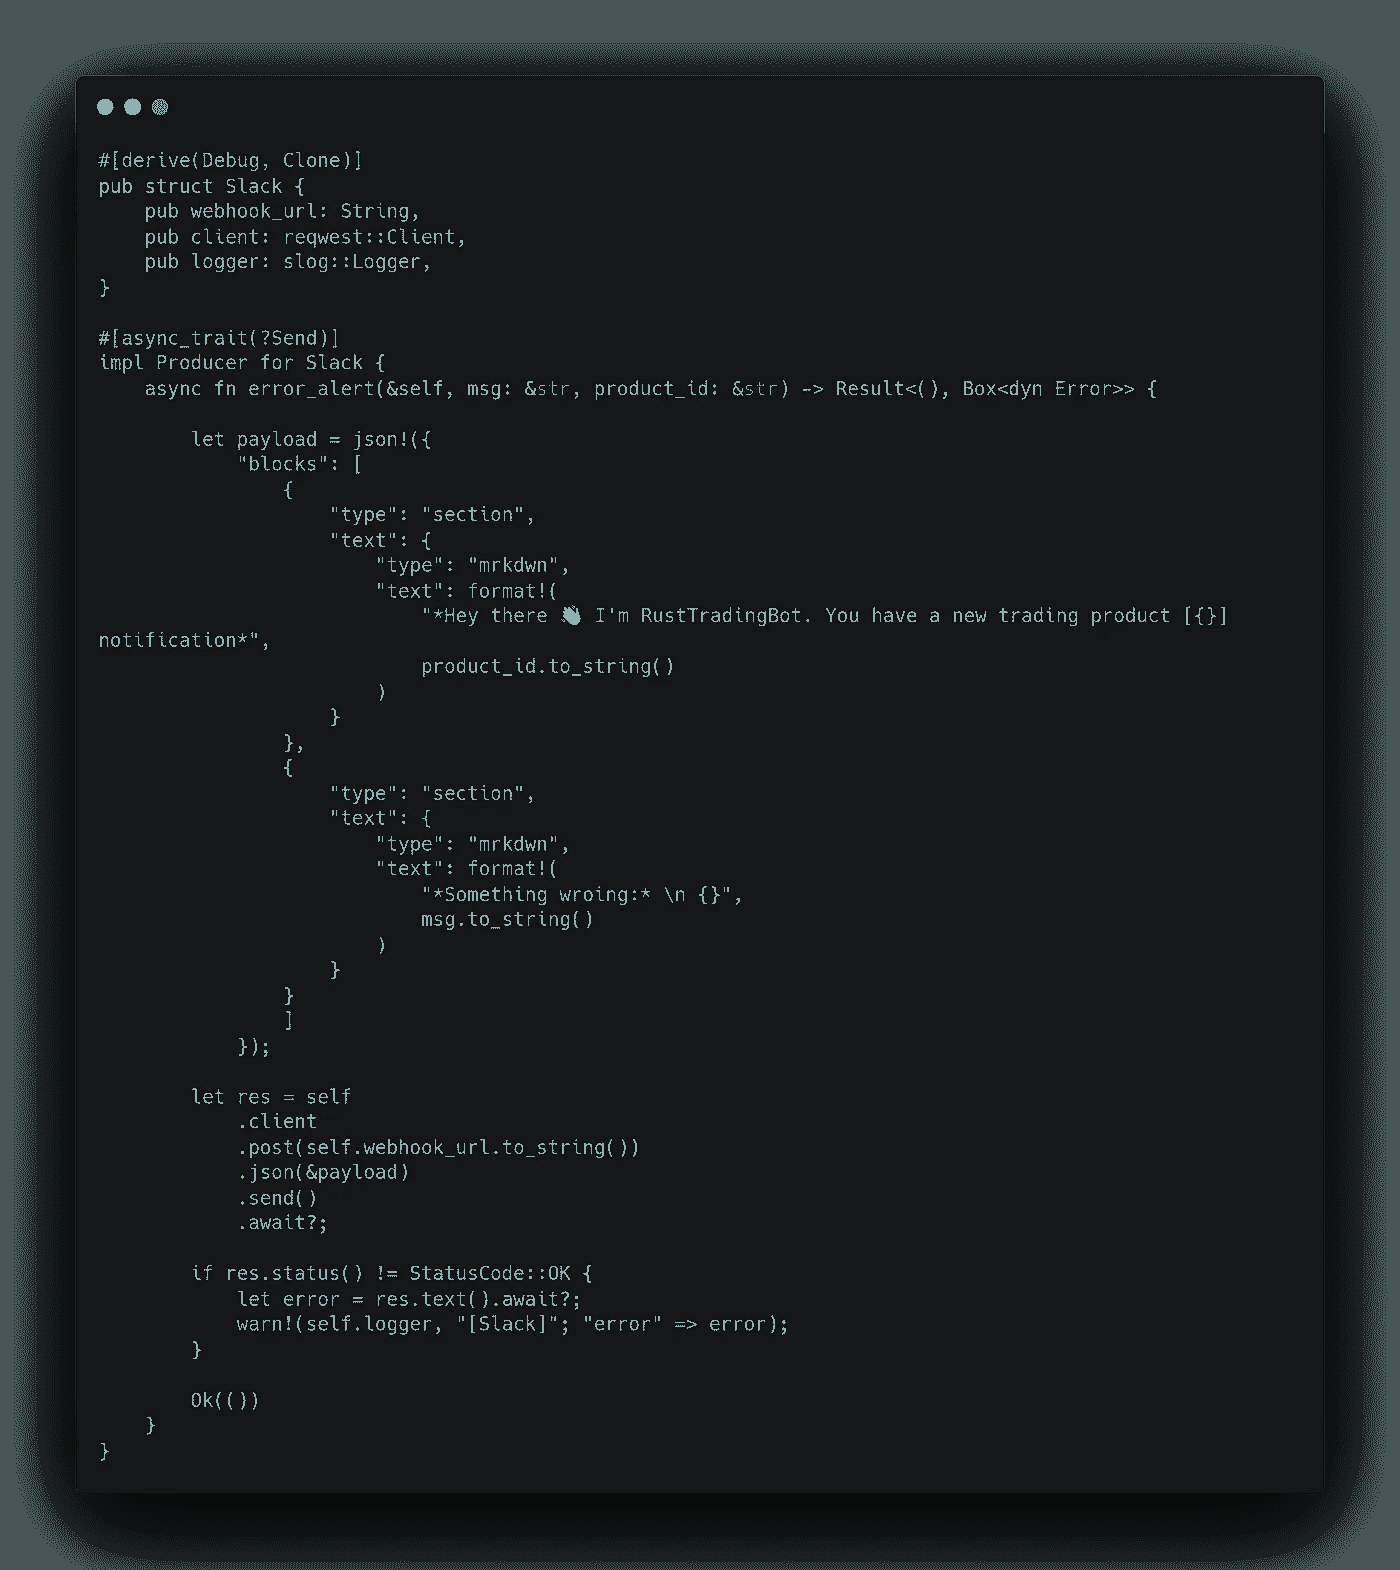 #[derive(Debug, Clone)]
pub struct Slack {
    pub webhook_url: String,
    pub client: reqwest::Client,
    pub logger: slog::Logger,
}

#[async_trait(?Send)]
impl Producer for Slack {
    async fn error_alert(&self, msg: &str, product_id: &str) -> Result<(), Box<dyn Error>> {

        let payload = json!({
            "blocks": [
                {
                    "type": "section",
                    "text": {
                        "type": "mrkdwn",
                        "text": format!(
                            "*Hey there 👋 I'm RustTradingBot. You have a new trading product [{}]
notification*",
                            product_id.to_string()
                        )
                    }
                },
                {
                    "type": "section",
                    "text": {
                        "type": "mrkdwn",
                        "text": format!(
                            "*Something wroing:* \n {}",
                            msg.to_string()
                        )
                    }
                }
                ]
            });

        let res = self
            .client
            .post(self.webhook_url.to_string())
            .json(&payload)
            .send()
            .await?;

        if res.status() != StatusCode::OK {
            let error = res.text().await?;
            warn!(self.logger, "[Slack]"; "error" => error);
        }

        Ok(())
    }
}